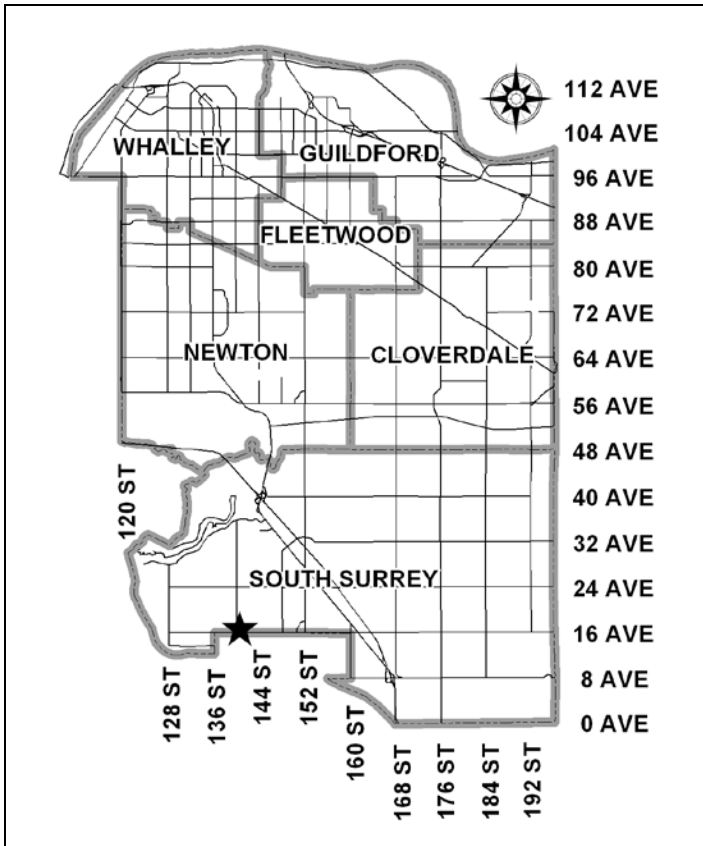 112 AVE
104 AVE
WHALLEY
GUILDFORD
96 AVE
88 AVE
FLEETWOOD
80 AVE
72 AVE
NEWTON
CLOVERDALE
64 AVE
56 AVE
48 AVE
120 ST
40 AVE
32 AVE
SOUTH SURREY
24 AVE
16 AVE
128 ST
136 ST
144 ST
152 ST
8 AVE
160 ST
0 AVE
168 ST
176 ST
184 ST
192 ST